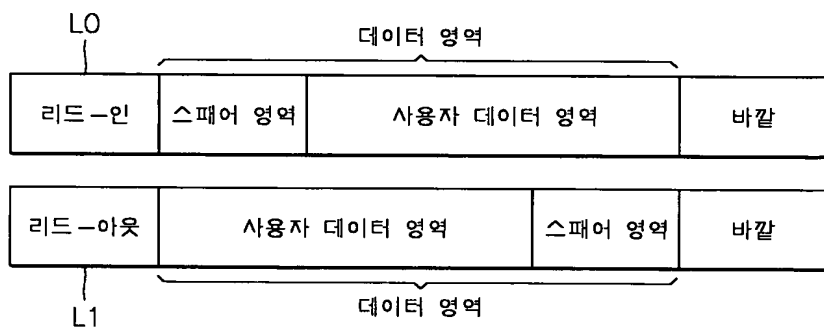 L0
데이터 영역
리드-인 스패어 영역 사용자 데이터 영역 바깥
리드-아웃 사용자 데이터 영역 스패어 영역 바깥
데이터 영역
L1